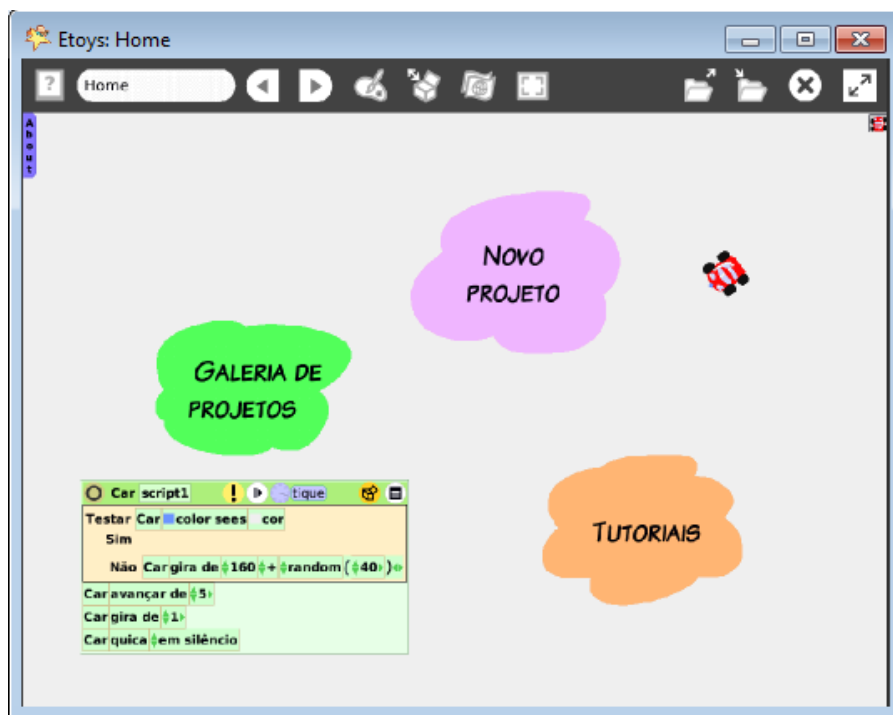 Etoys: Home
? Home
About
Novo
projeto
Galeria de
projetos
Car script1 ! tique
Testar Car color sees cor
Sim
Não Car gira de 160 + random ( 40 )
Car avançar de 5
Car gira de 1
Car quica em silêncio
Tutoriais